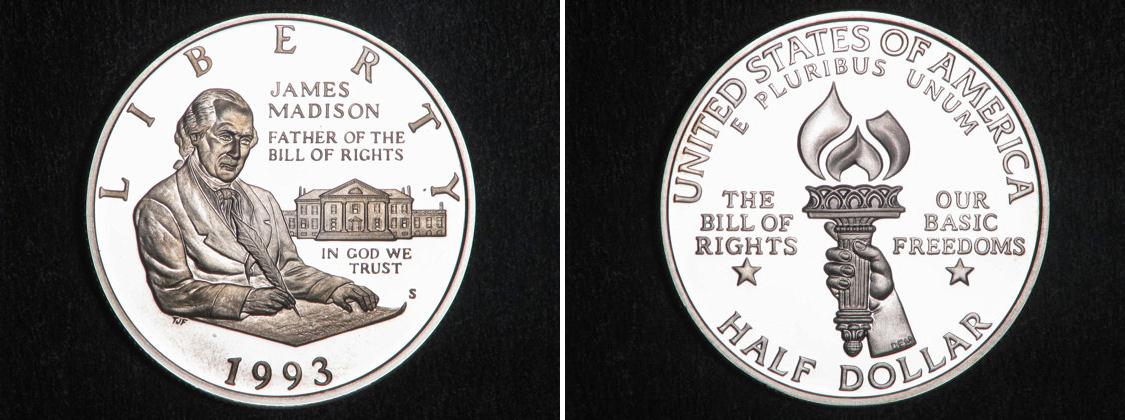 LIBERTY
JAMES
MADISON
FATHER OF THE
BILL OF RIGHTS
IN GOD WE
TRUST
S
TJF
1993
UNITED STATES OF AMERICA
E PLURIBUS UNUM
THE
BILL OF
RIGHTS
OUR
BASIC
FREEDOMS
HALF DOLLAR